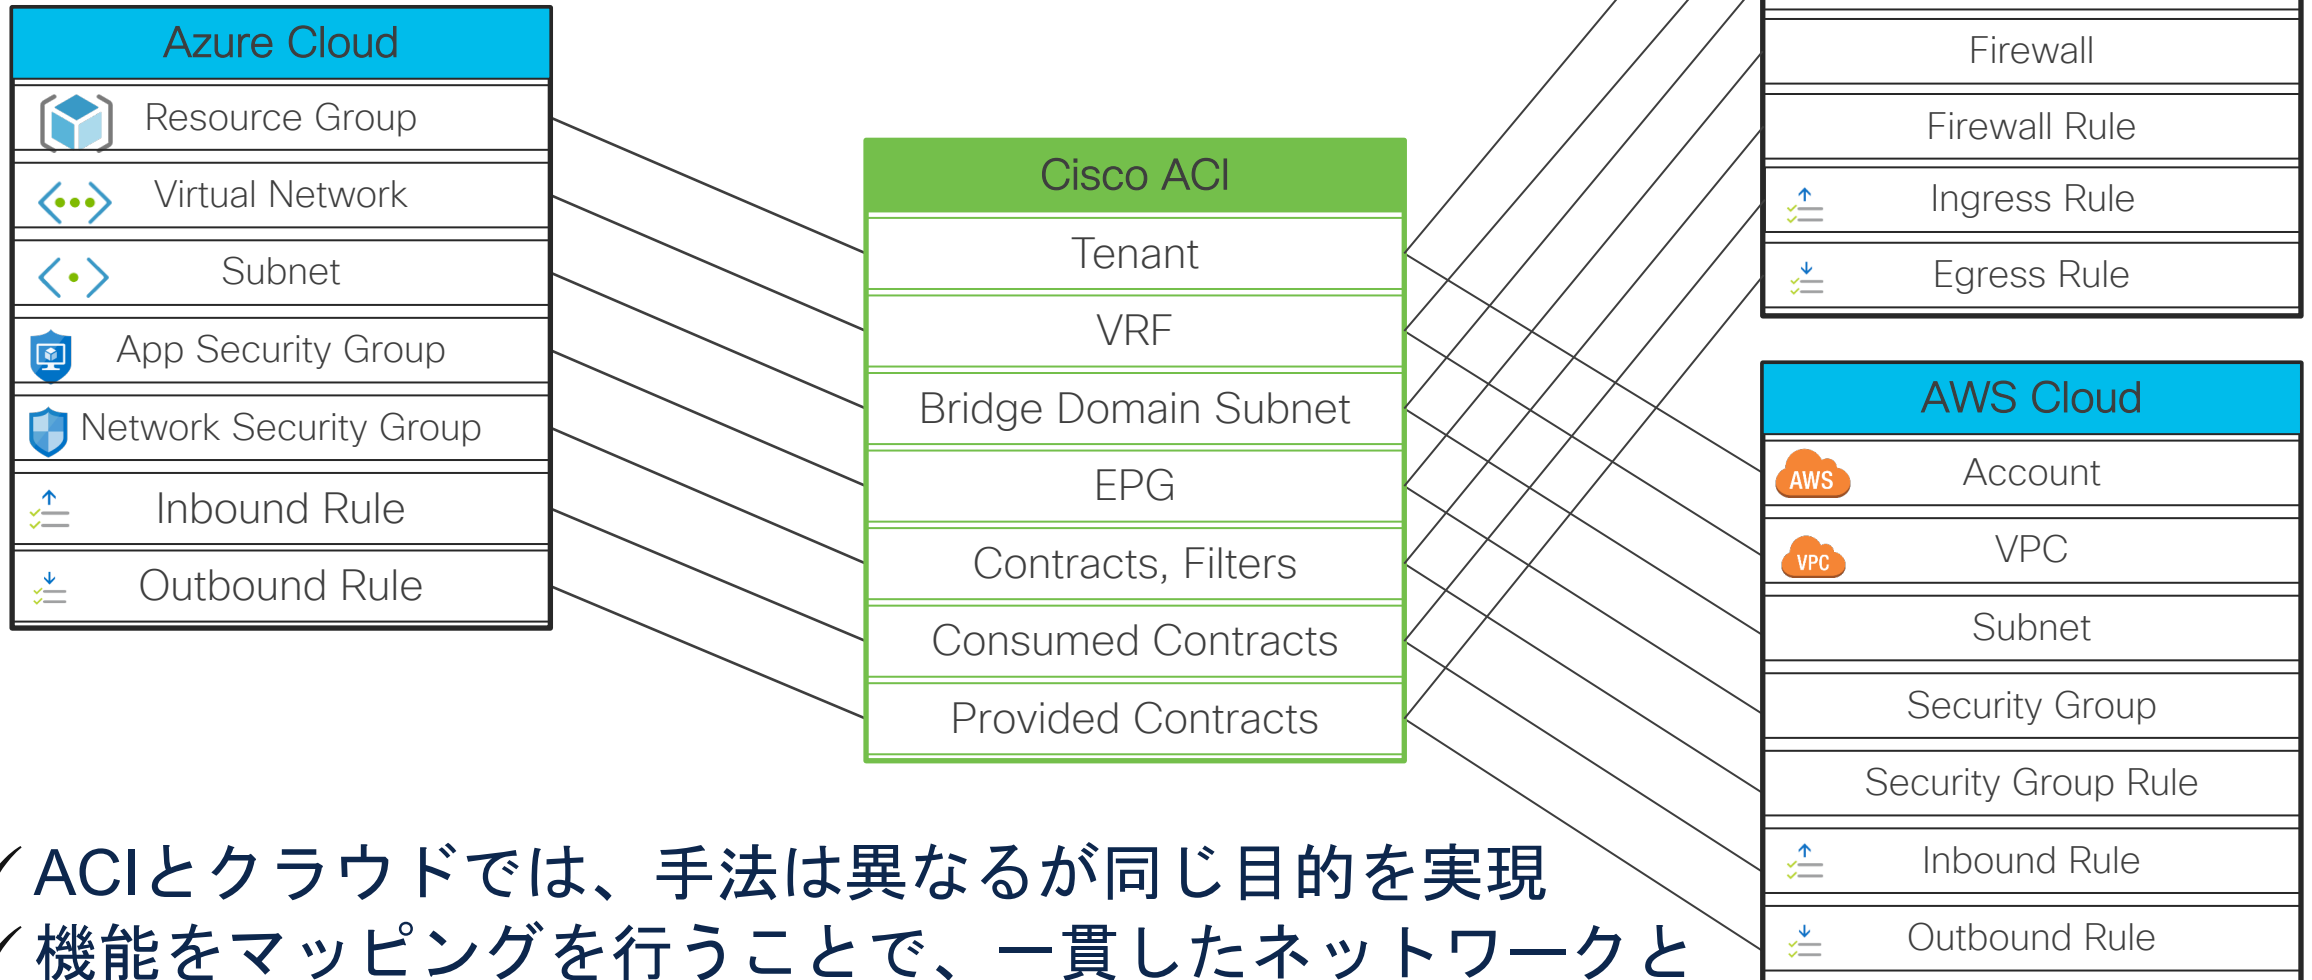 Azure Cloud
Resource Group
Virtual Network
Subnet
App Security Group
Network Security Group
Inbound Rule
Outbound Rule
Cisco ACI
Tenant
VRF
Bridge Domain Subnet
EPG
Contracts, Filters
Consumed Contracts
Provided Contracts
Firewall
Firewall Rule
Ingress Rule
Egress Rule
AWS Cloud
AWS Account
VPC VPC
Subnet
Security Group
Security Group Rule
Inbound Rule
Outbound Rule
✓ ACIとクラウドでは、手法は異なるが同じ目的を実現
✓ 機能をマッピングを行うことで、一貫したネットワークと